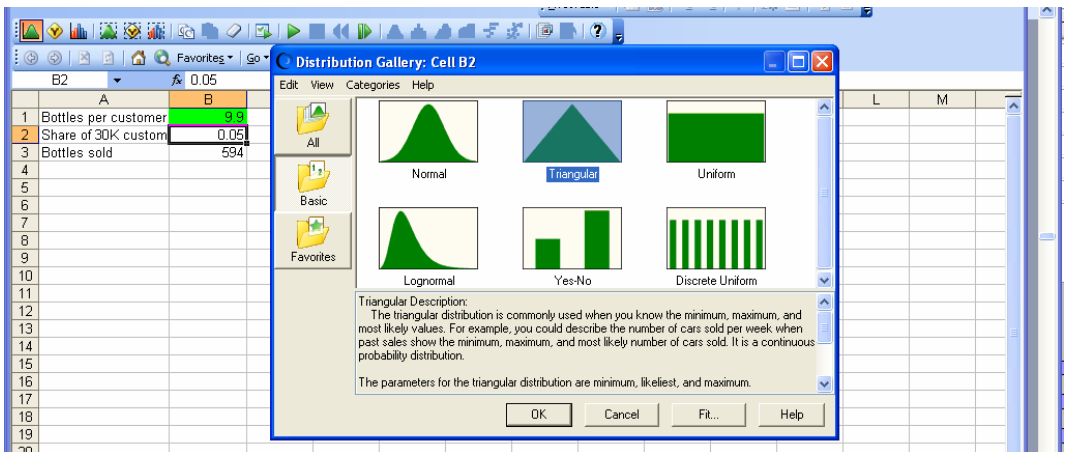 Favorites Go
Distribution Gallery: Cell B2
B2 fx 0.05
Edit View Categories Help
A B L M
1 Bottles per customer 9.9
2 Share of 30K custom 0.05
3 Bottles sold 594
4
5
6
7
8
9
10
11
12
13
14
15
16
17
18
19
20
All
Basic
Favorites
Normal Triangular Uniform
Lognormal Yes-No Discrete Uniform
Triangular Description:
The triangular distribution is commonly used when you know the minimum, maximum, and
most likely values. For example, you could describe the number of cars sold per week when
past sales show the minimum, maximum, and most likely number of cars sold. It is a continuous
probability distribution.
The parameters for the triangular distribution are minimum, likeliest, and maximum.
OK Cancel Fit... Help